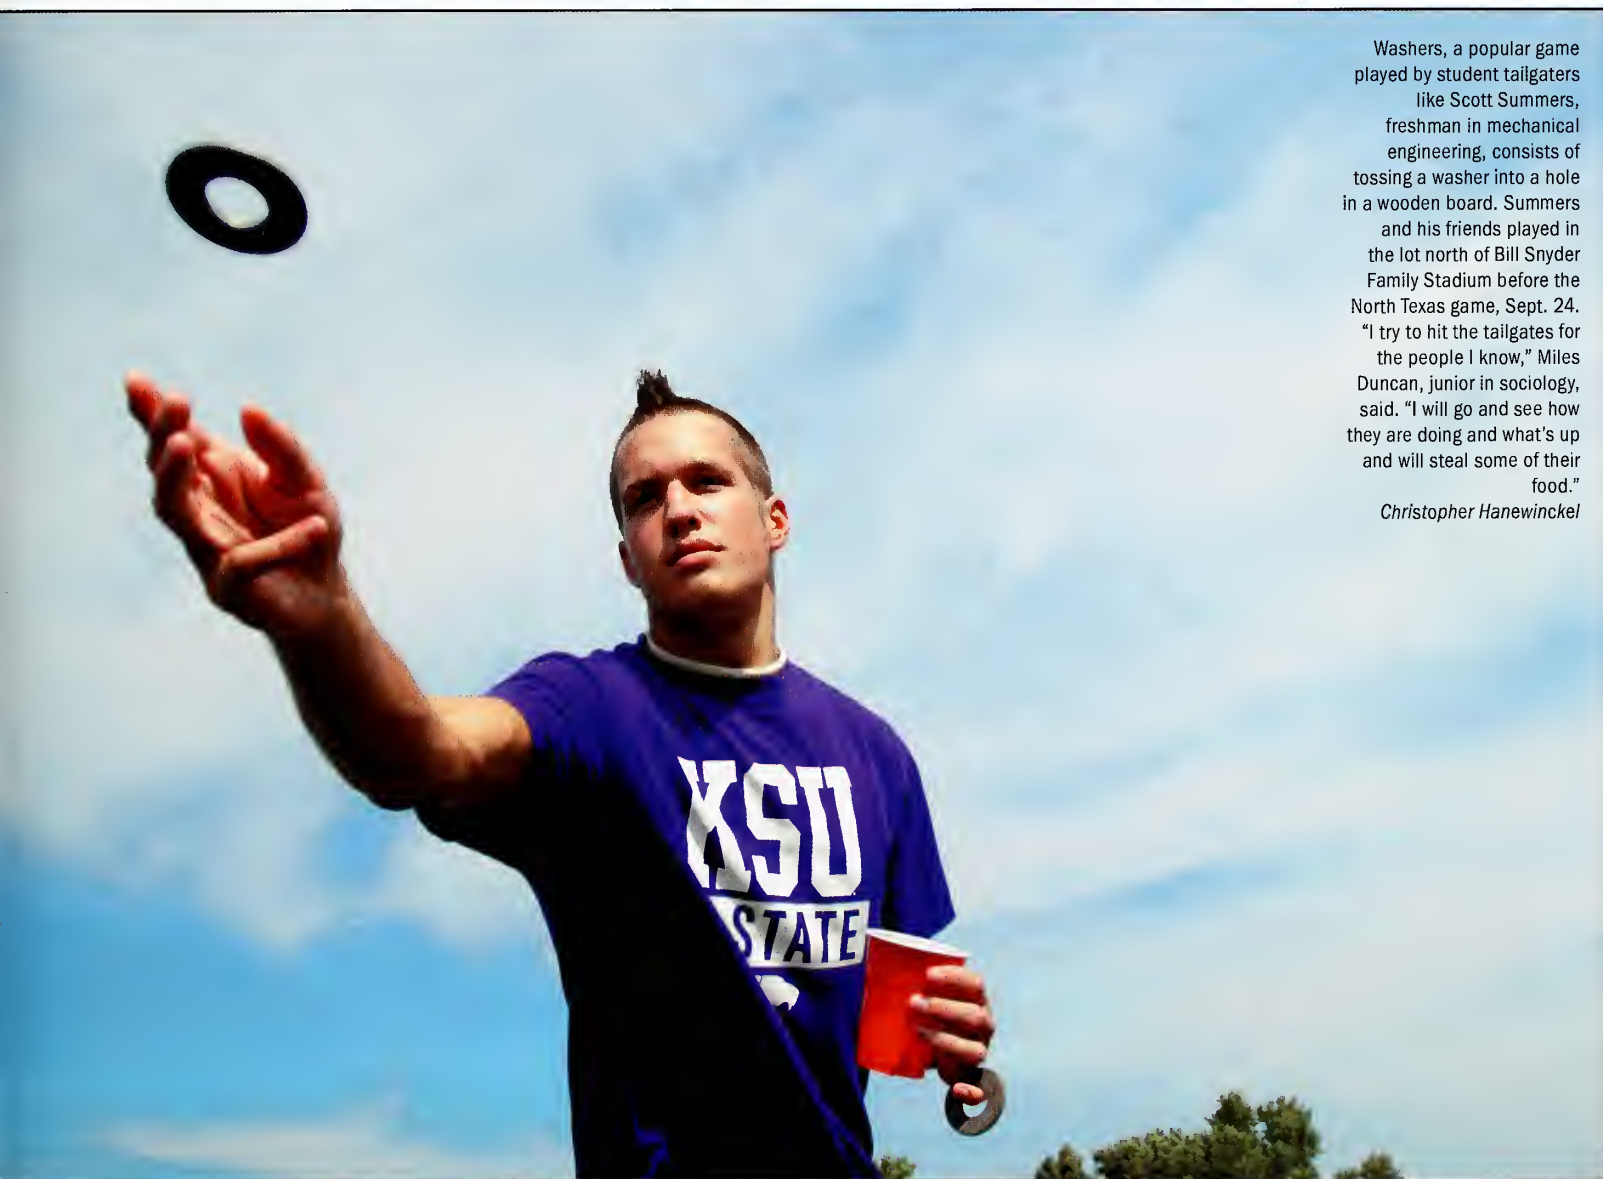 Washers, a popular game
played by student tailgaters
like Scott Summers,
freshman in mechanical
engineering, consists of
tossing a washer into a hole
in a wooden board. Summers
and his friends played in
the lot north of Bill Snyder
Family Stadium before the
North Texas game, Sept. 24.
“I try to hit the tailgates for
the people I know,” Miles
Duncan, junior in sociology,
said. “I will go and see how
they are doing and what’s up
and will steal some of their
food.”
Christopher Hanewinckel
KSU
STATE